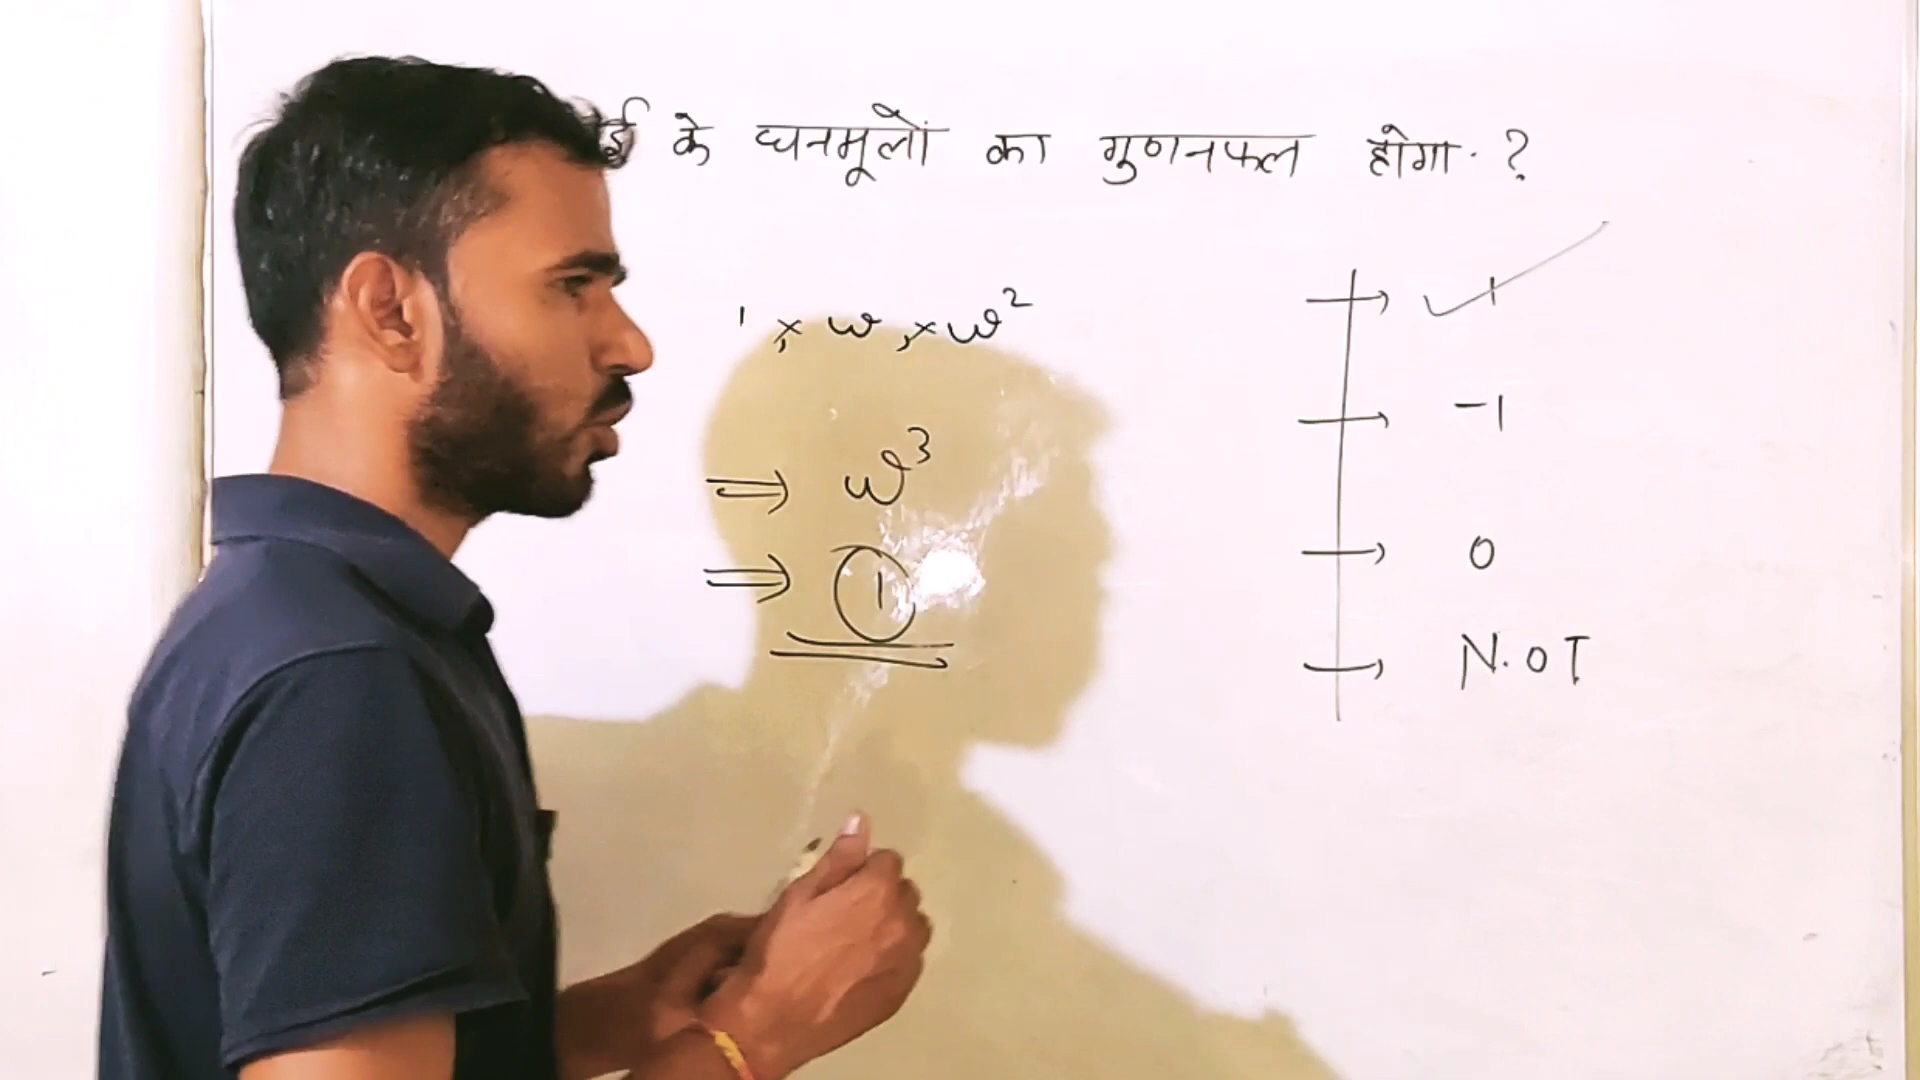 के घनमूलों का गुणनफल होगा . ?
1 , × ω , × ω²
⇒ ω³
⇒ 1
→ 1
→ -1
→ 0
→ N.OT